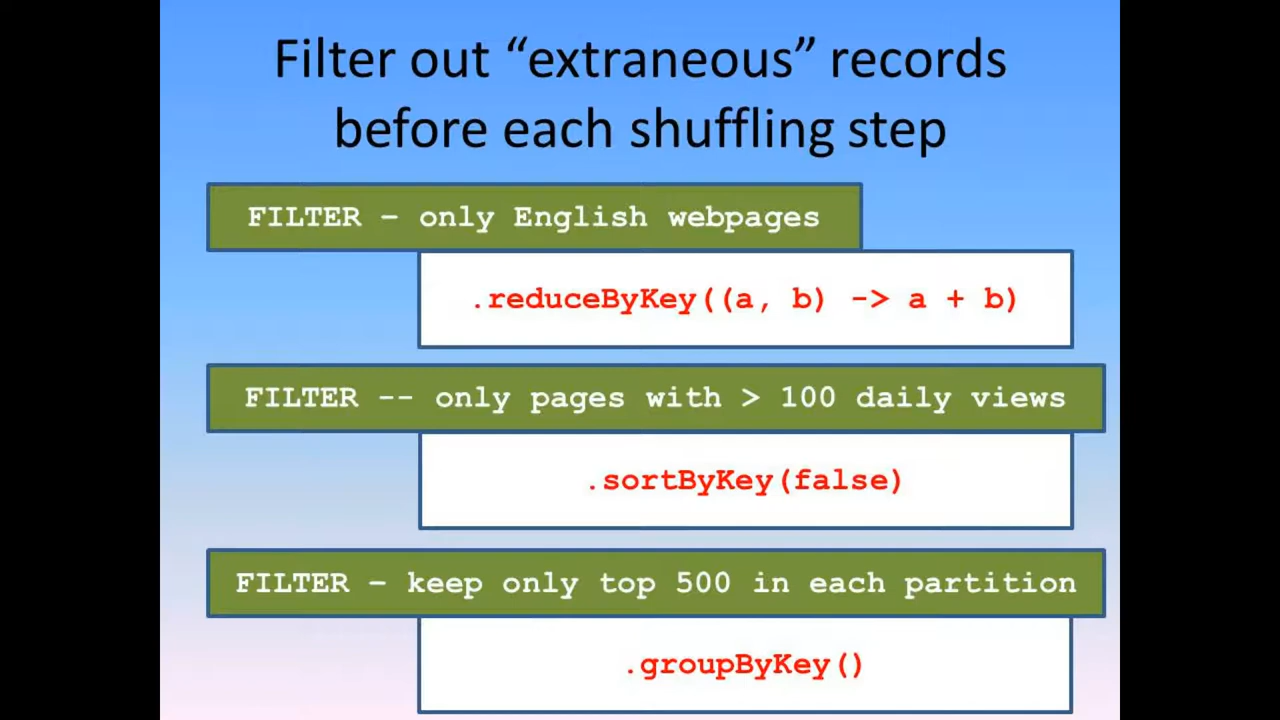 Filter out “extraneous” records
before each shuffling step
FILTER – only English webpages
.reduceByKey((a, b) -> a + b)
FILTER -- only pages with > 100 daily views
.sortByKey(false)
FILTER – keep only top 500 in each partition
.groupByKey()